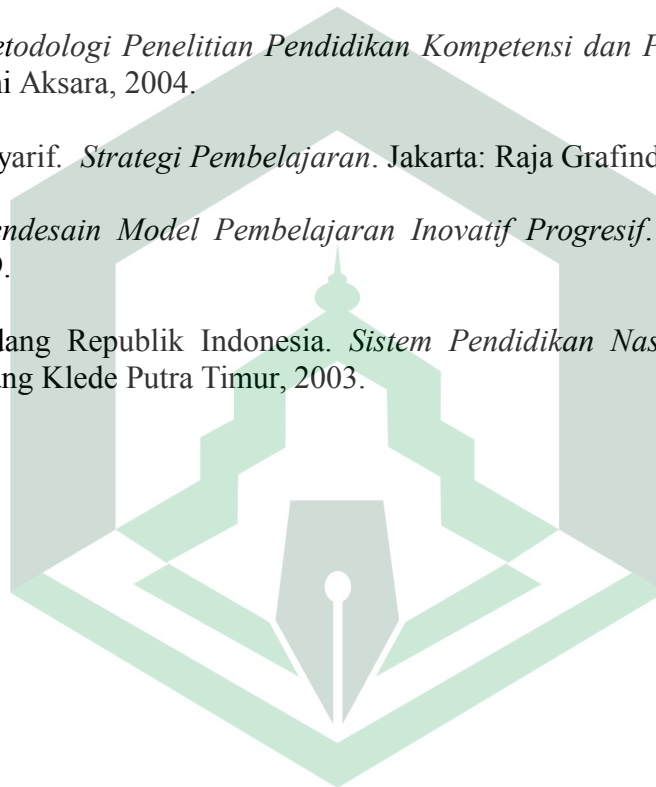 etodologi Penelitian Pendidikan Kompetensi dan P
i Aksara, 2004.
yarif. Strategi Pembelajaran. Jakarta: Raja Grafind
endesain Model Pembelajaran Inovatif Progresif.
.
lang Republik Indonesia. Sistem Pendidikan Nas
ng Klede Putra Timur, 2003.